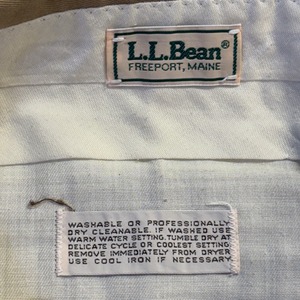 L.L.Bean®
FREEPORT, MAINE
WASHABLE OR PROFESSIONALLY
DRY CLEANABLE. IF WASHED USE
WARM WATER SETTING. TUMBLE DRY AT
DELICATE CYCLE OR COOLEST SETTING
REMOVE IMMEDIATELY FROM DRYER
USE COOL IRON IF NECESSARY